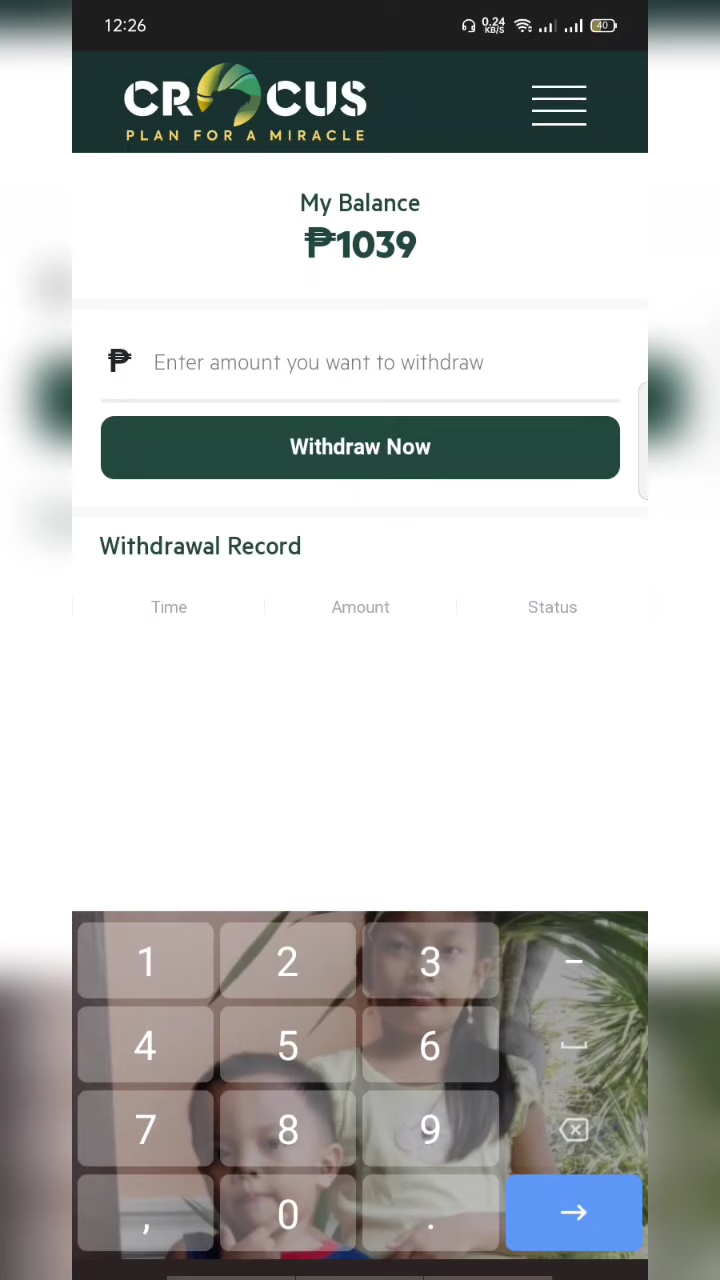 12:26 0.24 KB/S 40
CROCUS
PLAN FOR A MIRACLE
My Balance
₱1039
₱ Enter amount you want to withdraw
Withdraw Now
Withdrawal Record
Time Amount Status
1 2 3 -
4 5 6
7 8 9
, 0 .